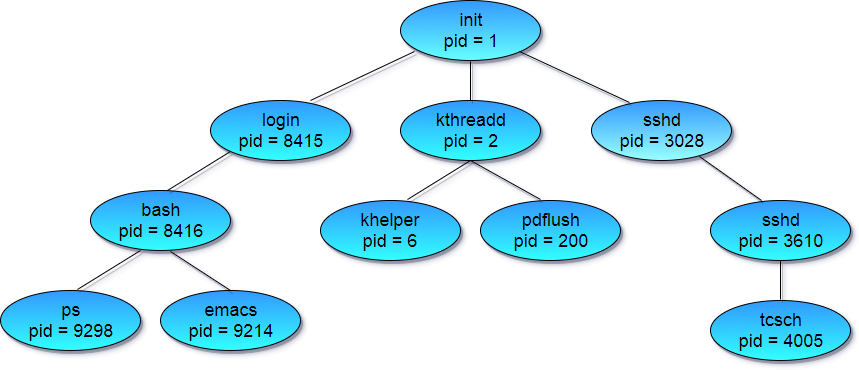 init
pid = 1
login
pid = 8415
kthreadd
pid = 2
sshd
pid = 3028
bash
pid = 8416
khelper
pid = 6
pdflush
pid = 200
sshd
pid = 3610
ps
pid = 9298
emacs
pid = 9214
tcsch
pid = 4005